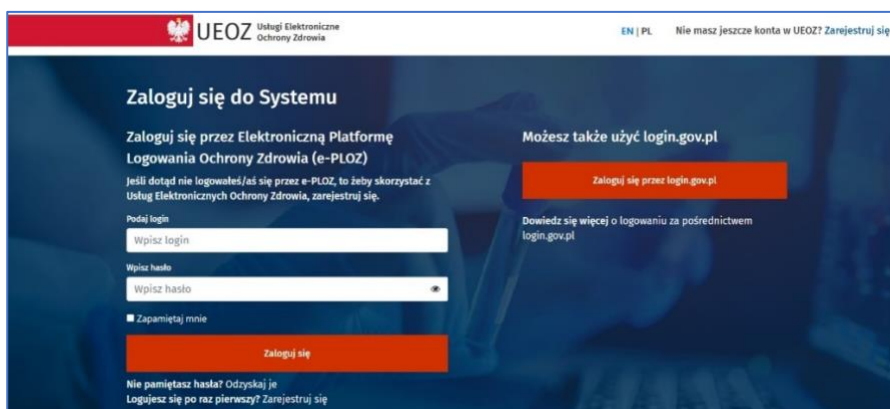 UEOZ Usługi Elektroniczne
Ochrony Zdrowia
EN | PL Nie masz jeszcze konta w UEOZ? Zarejestruj się
Zaloguj się do Systemu
Zaloguj się przez Elektroniczną Platformę
Logowania Ochrony Zdrowia (e-PLOZ)
Jeśli dotąd nie logowałeś/aś się przez e-PLOZ, to żeby skorzystać z
Usług Elektronicznych Ochrony Zdrowia, zarejestruj się.
Podaj login
Wpisz login
Wpisz hasło
Wpisz hasło
Zapamiętaj mnie
Zaloguj się
Nie pamiętasz hasła? Odzyskaj je
Logujesz się po raz pierwszy? Zarejestruj się
Możesz także użyć login.gov.pl
Zaloguj się przez login.gov.pl
Dowiedz się więcej o logowaniu za pośrednictwem
login.gov.pl